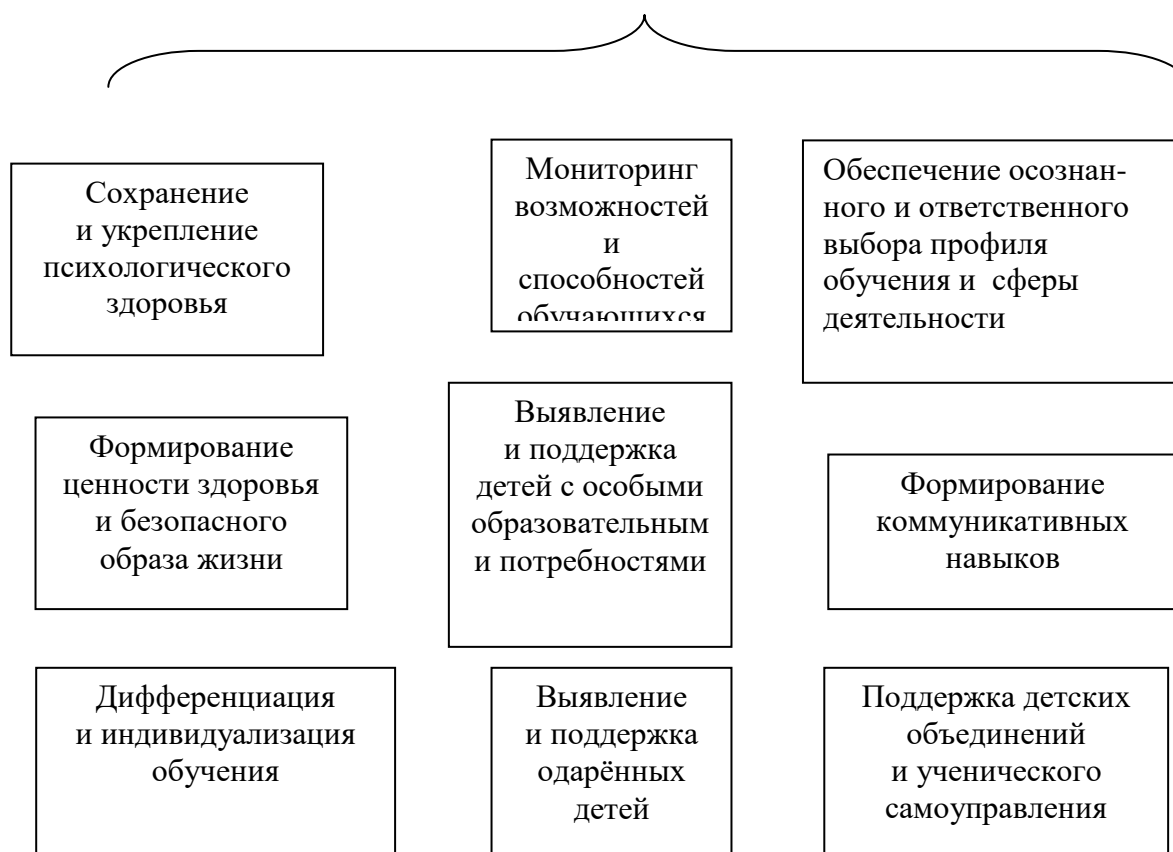 Сохранение
и укрепление
психологического
здоровья
Мониторинг
возможностей
и
способностей
обучающихся
Обеспечение осознан-
ного и ответственного
выбора профиля
обучения и сферы
деятельности
Формирование
ценности здоровья
и безопасного
образа жизни
Выявление
и поддержка
детей с особыми
образовательным
и потребностями
Формирование
коммуникативных
навыков
Дифференциация
и индивидуализация
обучения
Выявление
и поддержка
одарённых
детей
Поддержка детских
объединений
и ученического
самоуправления